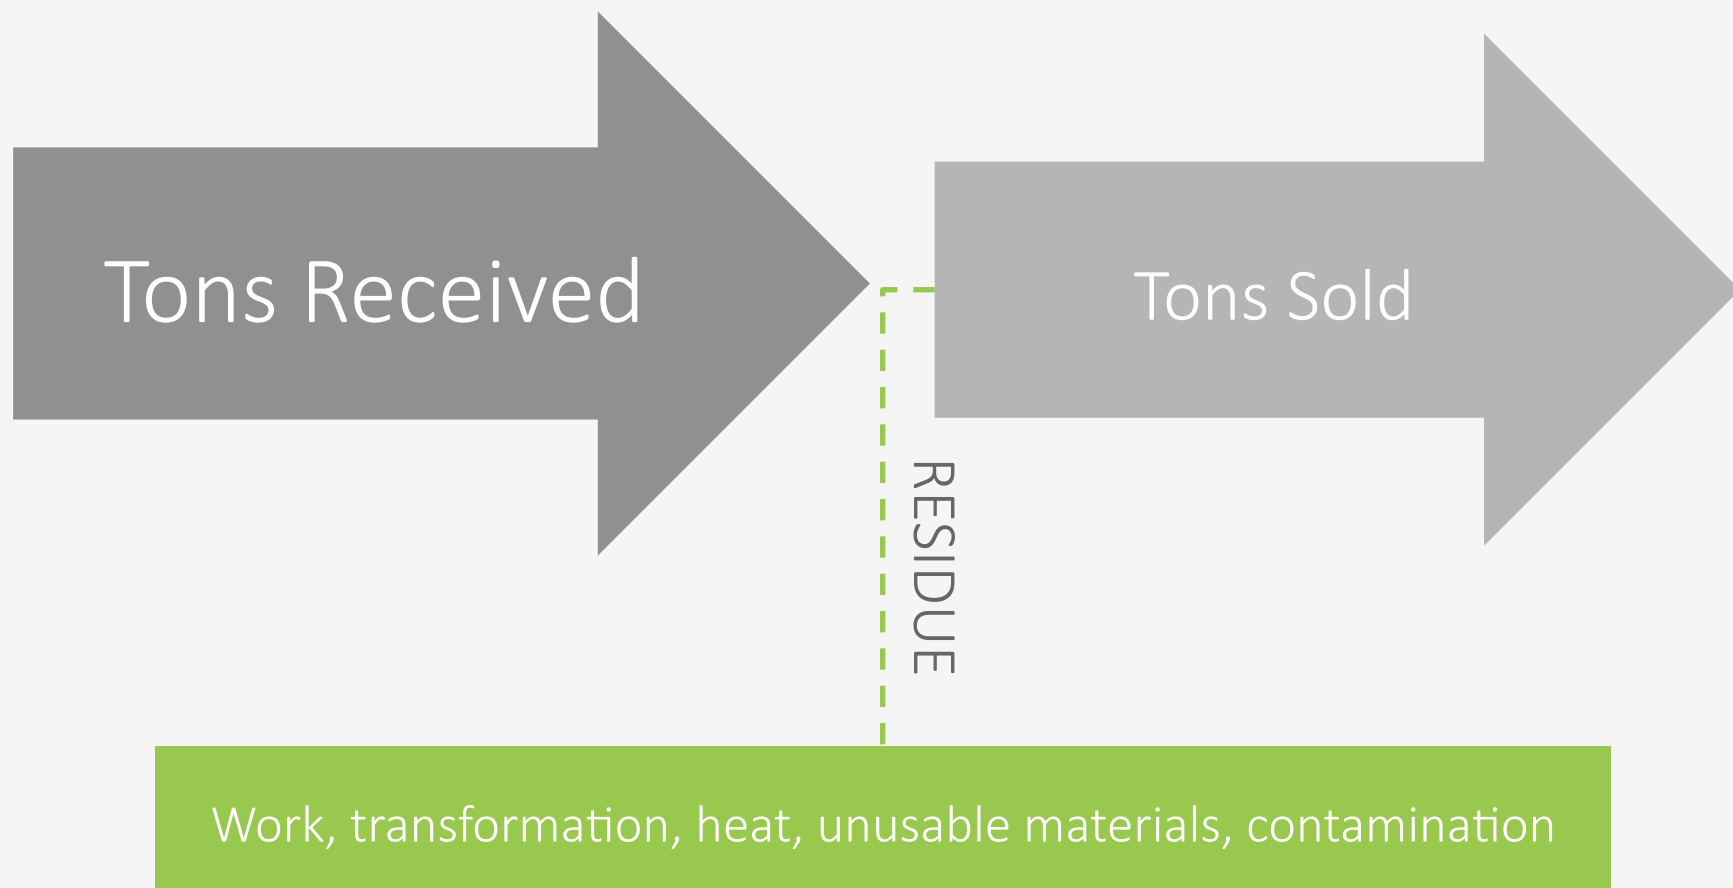 Tons Received
Tons Sold
RESIDUE
Work, transformation, heat, unusable materials, contamination